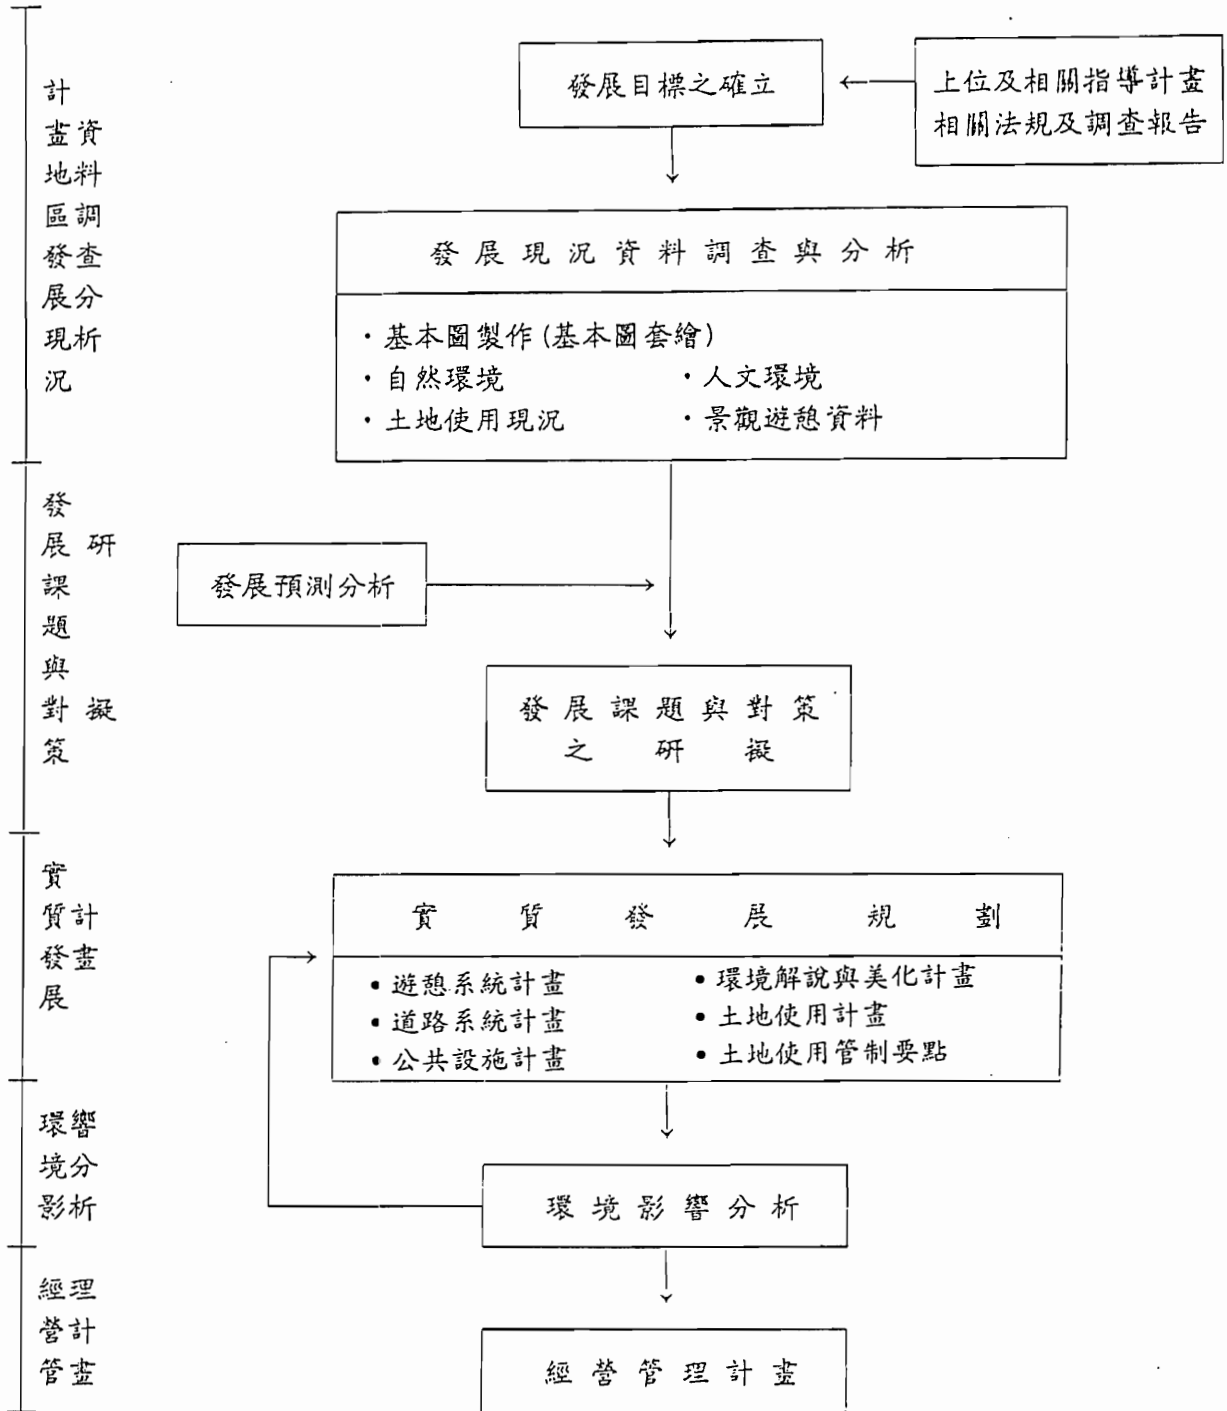 計畫地區發展現況
資料調查分析
發展目標之確立
上位及相關指導計畫
相關法規及調查報告
發展現況資料調查與分析
・基本圖製作(基本圖套繪)
・自然環境
・人文環境
・土地使用現況
・景觀遊憩資料
發展課題與對策
研擬
發展預測分析
發展課題與對策
之研擬
實質發展
計畫
實質發展規劃
•遊憩系統計畫
•環境解說與美化計畫
•道路系統計畫
•土地使用計畫
•公共設施計畫
•土地使用管制要點
環境影
響分析
環境影響分析
經營管
理計畫
經營管理計畫